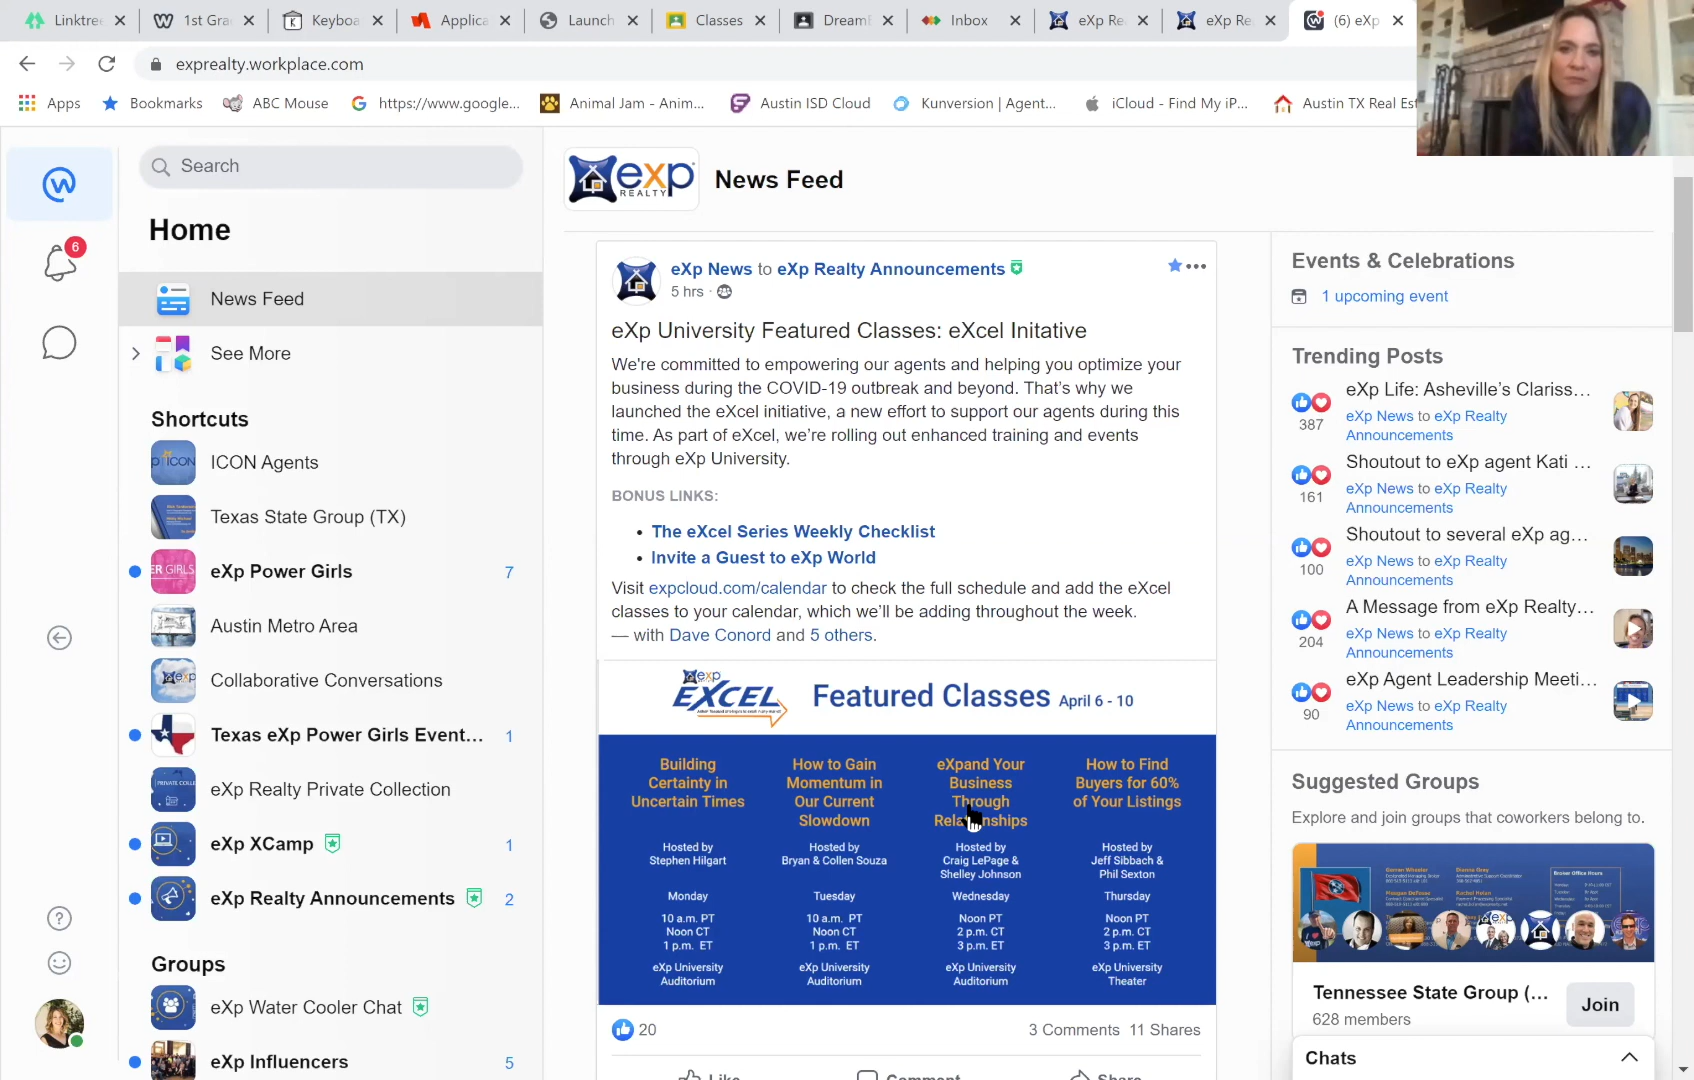 Linktre
1st Gra
Keyboa
Applica
Launch
Classes
Dream
Inbox
eXp Re
eXp Re
(6) eXp
exprealty.workplace.com
Apps
Bookmarks
ABC Mouse
https://www.google...
Animal Jam - Anim...
Austin ISD Cloud
Kunversion | Agent...
iCloud - Find My iP...
Austin TX Real Est
Search
Home
6
News Feed
See More
Shortcuts
ICON
ICON Agents
Texas State Group (TX)
ER GIRLS
eXp Power Girls
7
Austin Metro Area
Collaborative Conversations
Texas eXp Power Girls Event...
1
PRIVATE COLLE
eXp Realty Private Collection
eXp XCamp
1
eXp Realty Announcements
2
Groups
eXp Water Cooler Chat
eXp Influencers
5
eXp
REALTY
News Feed
eXp News to eXp Realty Announcements
5 hrs ·
eXp University Featured Classes: eXcel Initative
We're committed to empowering our agents and helping you optimize your
business during the COVID-19 outbreak and beyond. That's why we
launched the eXcel initiative, a new effort to support our agents during this
time. As part of eXcel, we're rolling out enhanced training and events
through eXp University.
BONUS LINKS:
• The eXcel Series Weekly Checklist
• Invite a Guest to eXp World
Visit expcloud.com/calendar to check the full schedule and add the eXcel
classes to your calendar, which we'll be adding throughout the week.
— with Dave Conord and 5 others.
eXp
EXCEL
Featured Classes April 6 - 10
Building
Certainty in
Uncertain Times
Hosted by
Stephen Hilgart
Monday
10 a.m. PT
Noon CT
1 p.m. ET
eXp University
Auditorium
How to Gain
Momentum in
Our Current
Slowdown
Hosted by
Bryan & Collen Souza
Tuesday
10 a.m. PT
Noon CT
1 p.m. ET
eXp University
Auditorium
eXpand Your
Business
Through
Relationships
Hosted by
Craig LePage &
Shelley Johnson
Wednesday
Noon PT
2 p.m. CT
3 p.m. ET
eXp University
Auditorium
How to Find
Buyers for 60%
of Your Listings
Hosted by
Jeff Sibbach &
Phil Sexton
Thursday
Noon PT
2 p.m. CT
3 p.m. ET
eXp University
Theater
20
3 Comments 11 Shares
Like
Comment
Share
Events & Celebrations
1 upcoming event
Trending Posts
eXp Life: Asheville's Clariss...
eXp News to eXp Realty
Announcements
387
Shoutout to eXp agent Kati ...
eXp News to eXp Realty
Announcements
161
Shoutout to several eXp ag...
eXp News to eXp Realty
Announcements
100
A Message from eXp Realty...
eXp News to eXp Realty
Announcements
204
eXp Agent Leadership Meeti...
eXp News to eXp Realty
Announcements
90
Suggested Groups
Explore and join groups that coworkers belong to.
Broker Office Hours
Tennessee State Group (...
628 members
Join
Chats